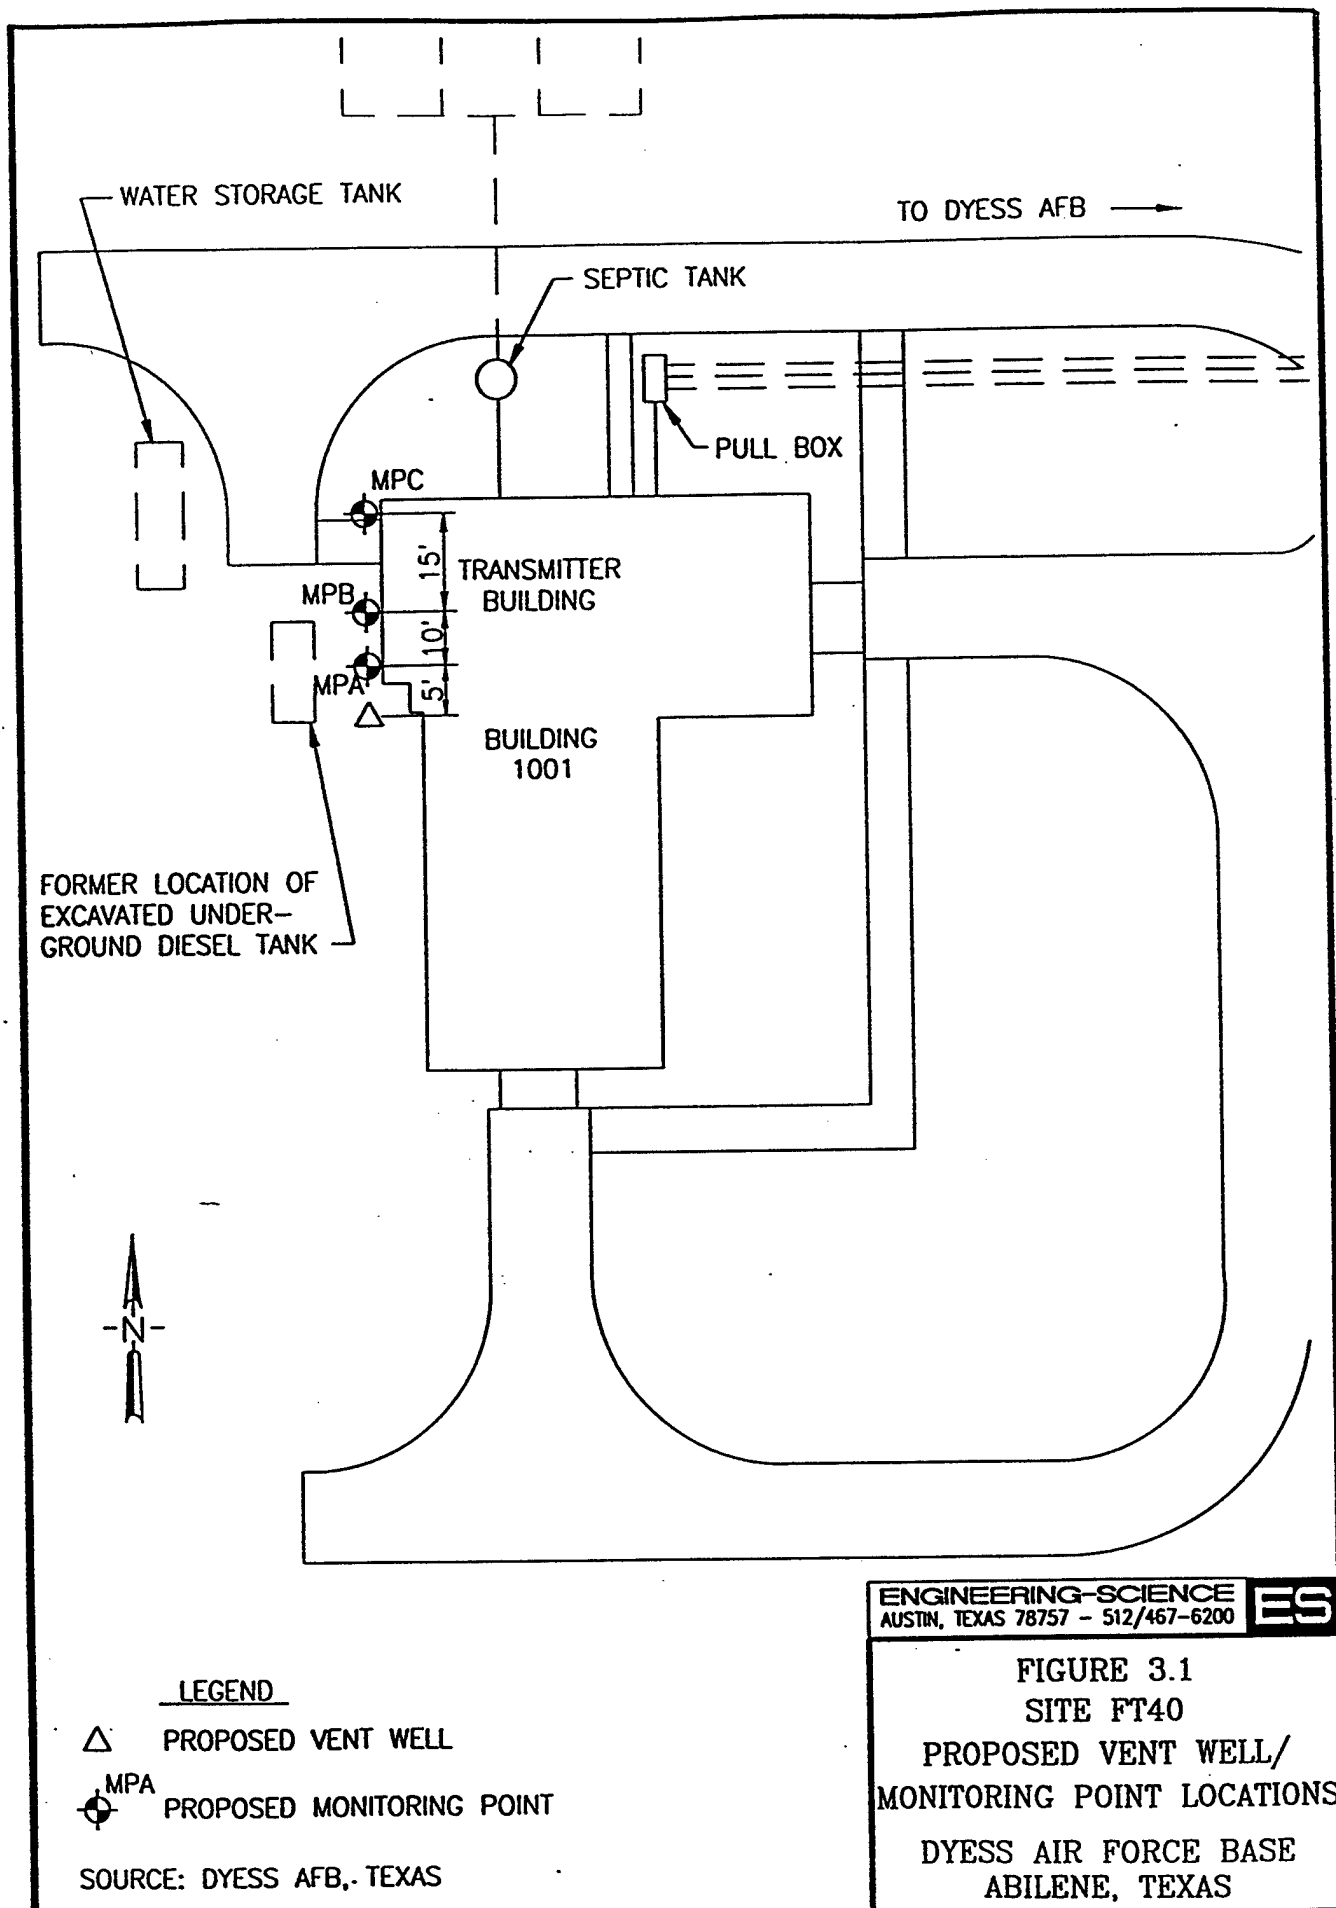 WATER STORAGE TANK
TO DYESS AFB
SEPTIC TANK
PULL BOX
MPC
15'
TRANSMITTER
BUILDING
MPB
10'
MPA
5'
BUILDING
1001
FORMER LOCATION OF
EXCAVATED UNDER-
GROUND DIESEL TANK
-N-
ENGINEERING-SCIENCE
AUSTIN, TEXAS 78757 - 512/467-6200
ES
FIGURE 3.1
SITE FT40
PROPOSED VENT WELL/
MONITORING POINT LOCATIONS
DYESS AIR FORCE BASE
ABILENE, TEXAS
LEGEND
PROPOSED VENT WELL
MPA
PROPOSED MONITORING POINT
SOURCE: DYESS AFB, TEXAS